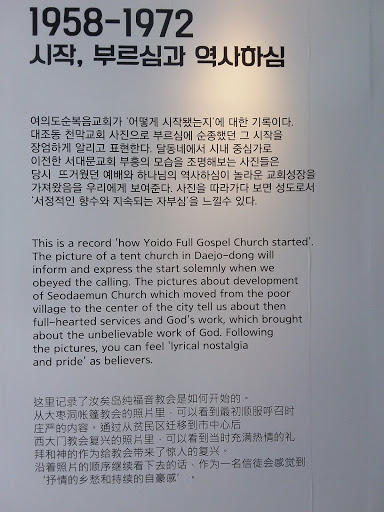 1958-1972
시작, 부르심과 역사하심
여의도순복음교회가 '어떻게 시작됐는지'에 대한 기록이다.
대조동 천막교회 사진으로 부르심에 순종했던 그 시작을
장엄하게 알리고 표현한다. 달동네에서 시내 중심가로
이전한 서대문교회 부흥의 모습을 조명해보는 사진들은
당시 뜨거웠던 예배와 하나님의 역사하심이 놀라운 교회성장을
가져왔음을 우리에게 보여준다. 사진을 따라가다 보면 성도로서
'서정적인 향수와 지속되는 자부심'을 느낄수 있다.
This is a record 'how Yoido Full Gospel Church started'.
The picture of a tent church in Daejo-dong will
inform and express the start solemnly when we
obeyed the calling. The pictures about development
of Seodaemun Church which moved from the poor
village to the center of the city tell us about then
full-hearted services and God's work, which brought
about the unbelievable work of God. Following
the pictures, you can feel 'lyrical nostalgia
and pride' as believers.
这里记录了汝矣岛纯福音教会是如何开始的。
从大枣洞帐篷教会的照片里，可以看到最初顺服呼召时
庄严的内容。通过从贫民区迁移到市中心后
西大门教会复兴的照片里，可以看到当时充满热情的礼
拜和神的作为给教会带来了惊人的复兴。
沿着照片的顺序继续看下去的话、作为一名信徒会感觉到
'抒情的乡愁和持续的自豪感'。